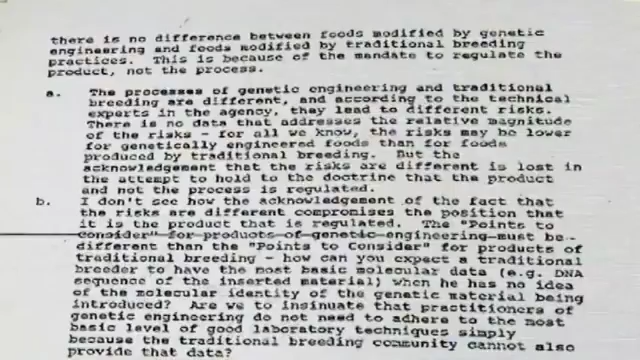 there is no difference between foods modified by genetic
engineering and foods modified by traditional breeding
practices. This is because of the mandate to regulate the
product, not the process.
a. The processes of genetic engineering and traditional
breeding are different, and according to the technical
experts in the agency, they lead to different risks.
There is no data that addresses the relative magnitude
of the risks - for all we know, the risks may be lower
for genetically engineered foods than for foods
produced by traditional breeding. But the
acknowledgement that the risks are different is lost in
the attempt to hold to the doctrine that the product
and not the process is regulated.
b. I don't see how the acknowledgement of the fact that
the risks are different compromises the position that
it is the product that is regulated. The "Points to
consider" for products of genetic engineering must be
different than the "Points to Consider" for products of
traditional breeding - how can you expect a traditional
breeder to have the most basic molecular data (e.g. DNA
sequence of the inserted material) when he has no idea
of the molecular identity of the genetic material being
introduced? Are we to insinuate that practitioners of
genetic engineering do not need to adhere to the most
basic level of good laboratory techniques simply
because the traditional breeding community cannot also
provide that data?